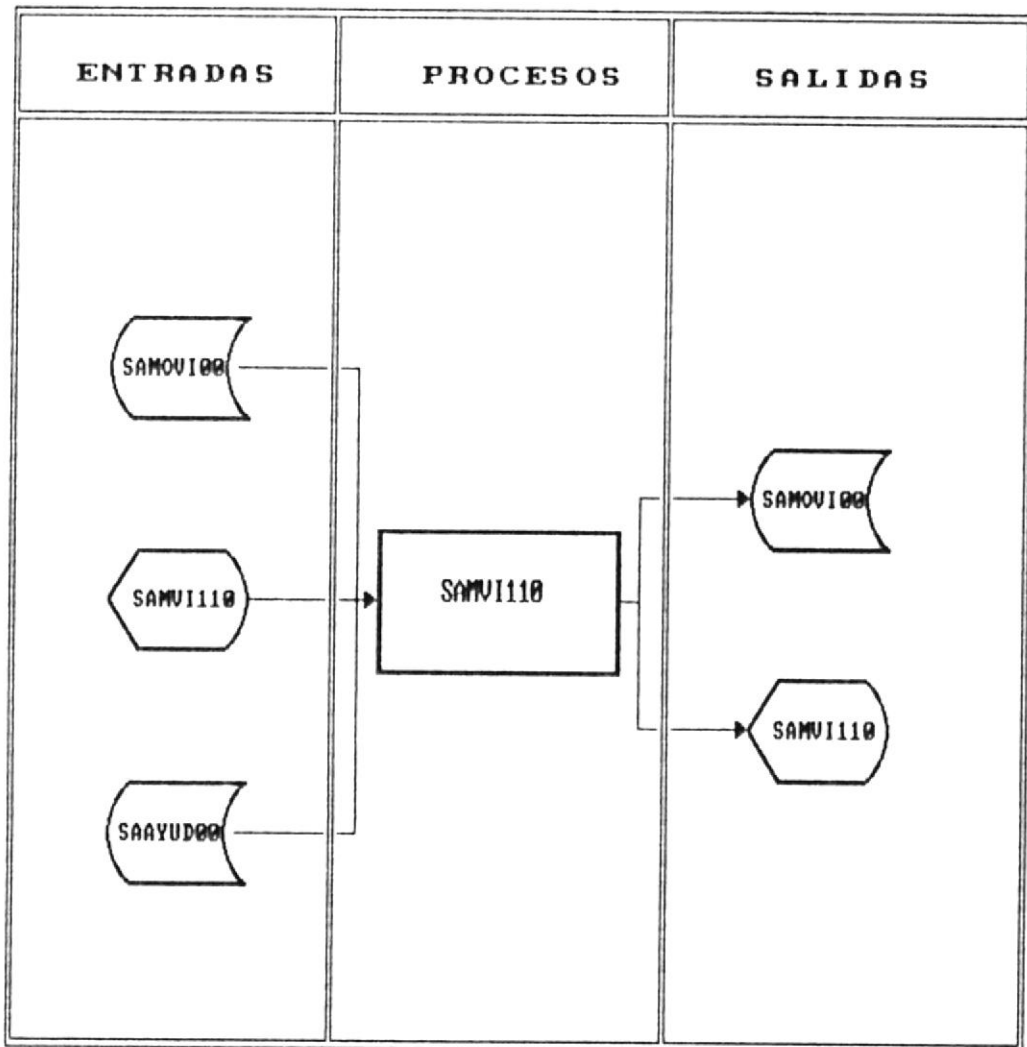 ENTRADAS
PROCESOS
SALIDAS
SAMOVI00
SAMVI110
SAAYUD00
SAMVI110
SAMOVI00
SAMVI110